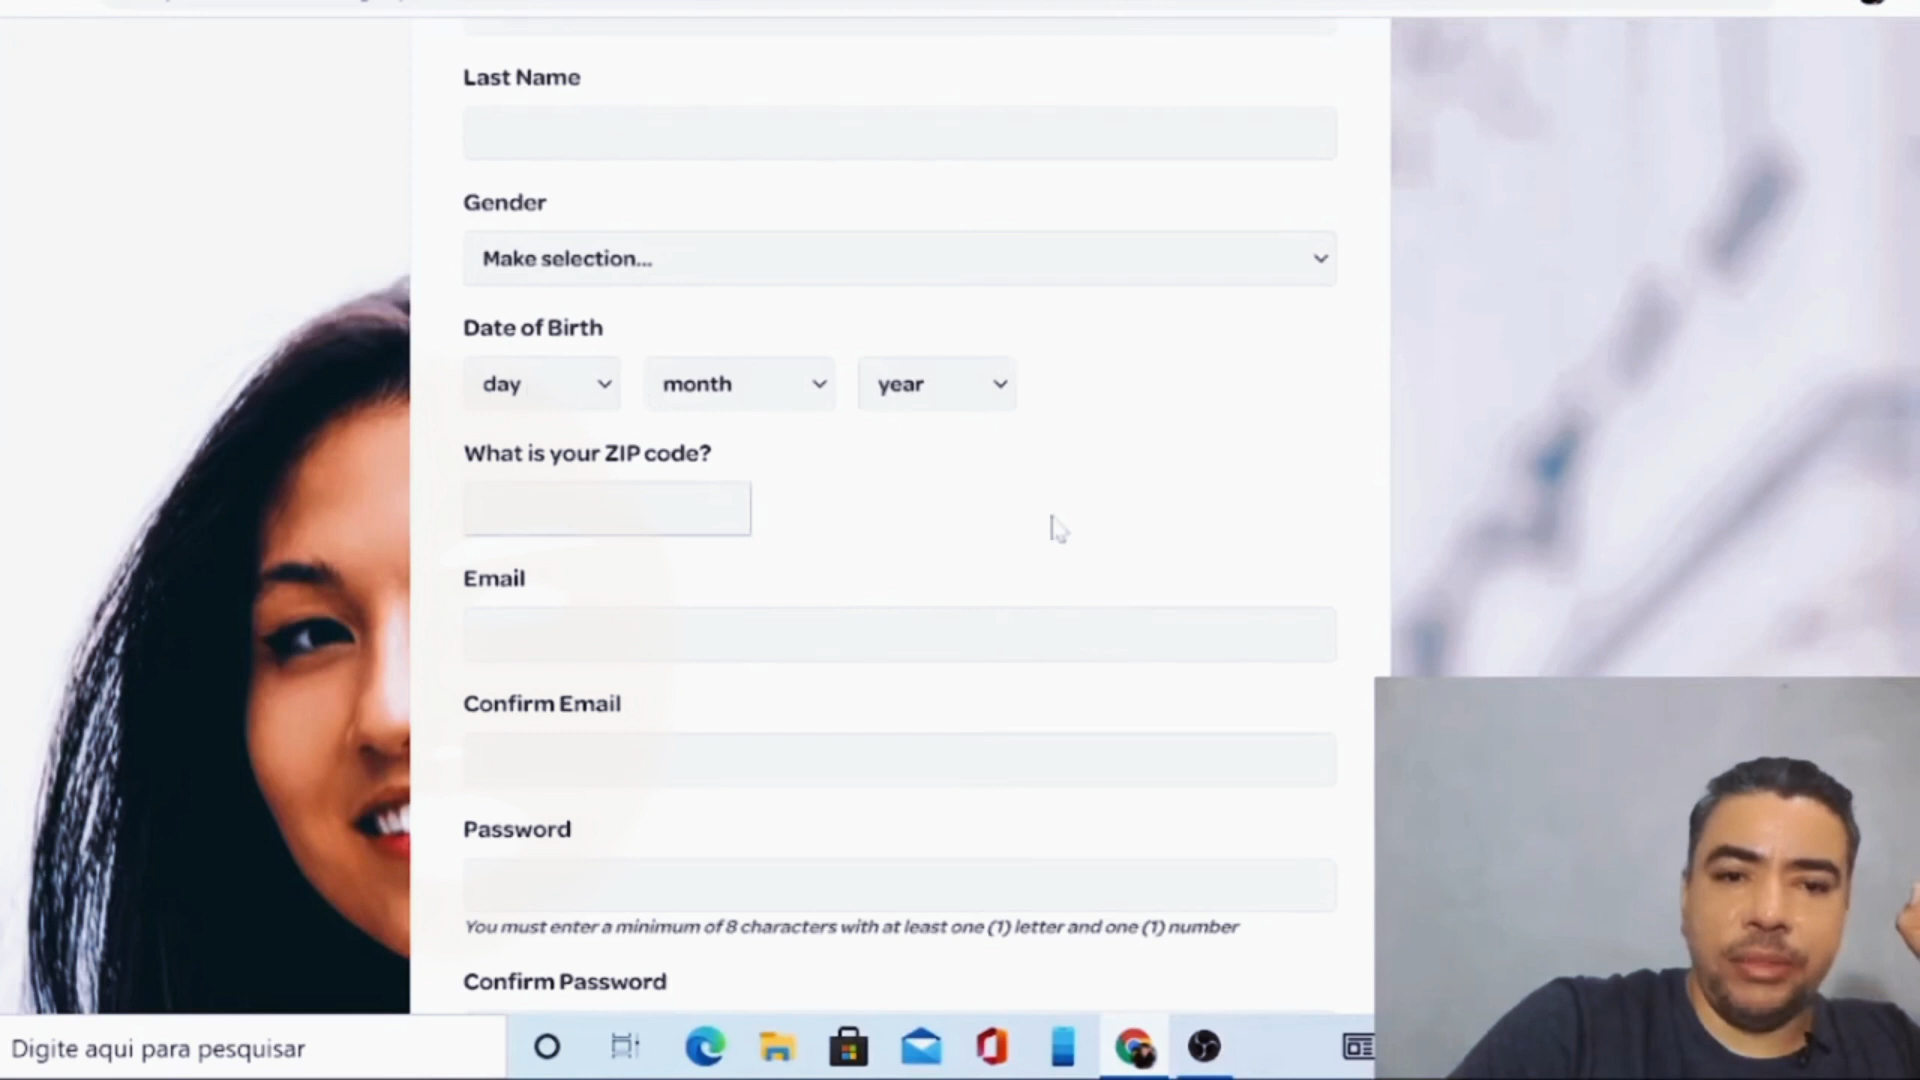 Last Name
Gender
Make selection...
Date of Birth
day month year
What is your ZIP code?
Email
Confirm Email
Password
You must enter a minimum of 8 characters with at least one (1) letter and one (1) number
Confirm Password
Digite aqui para pesquisar